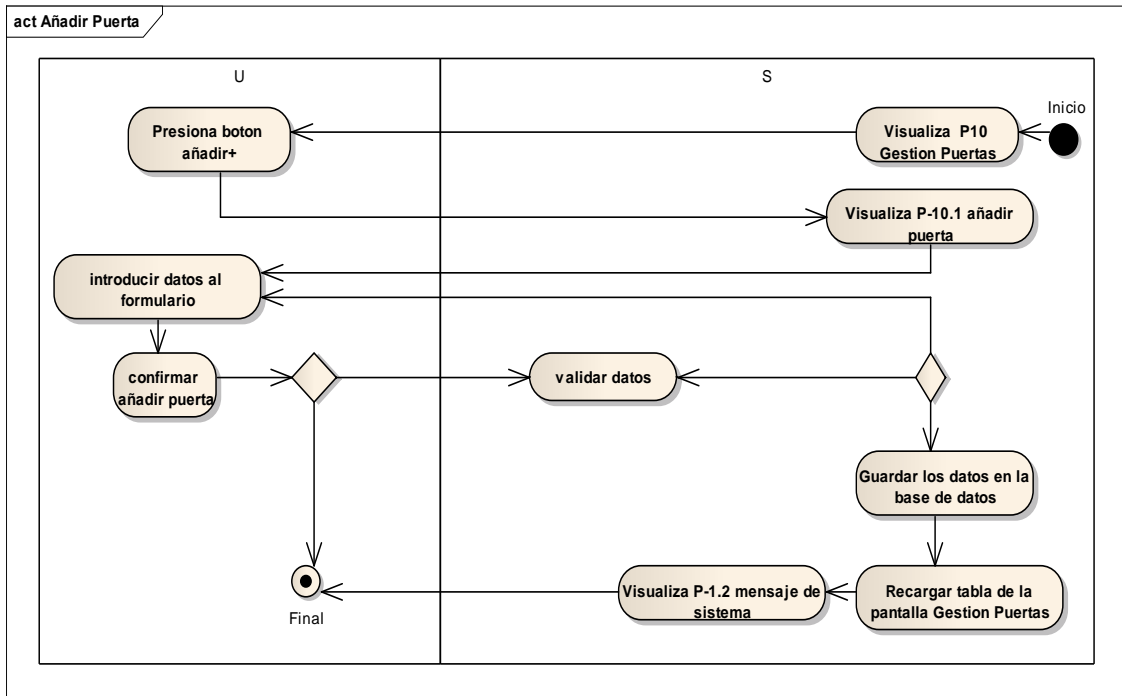 act Añadir Puerta
U
S
Inicio
Presiona boton
añadir+
Visualiza P10
Gestion Puertas
Visualiza P-10.1 añadir
puerta
introducir datos al
formulario
confirmar
añadir puerta
validar datos
Guardar los datos en la
base de datos
Visualiza P-1.2 mensaje de
sistema
Recargar tabla de la
pantalla Gestion Puertas
Final